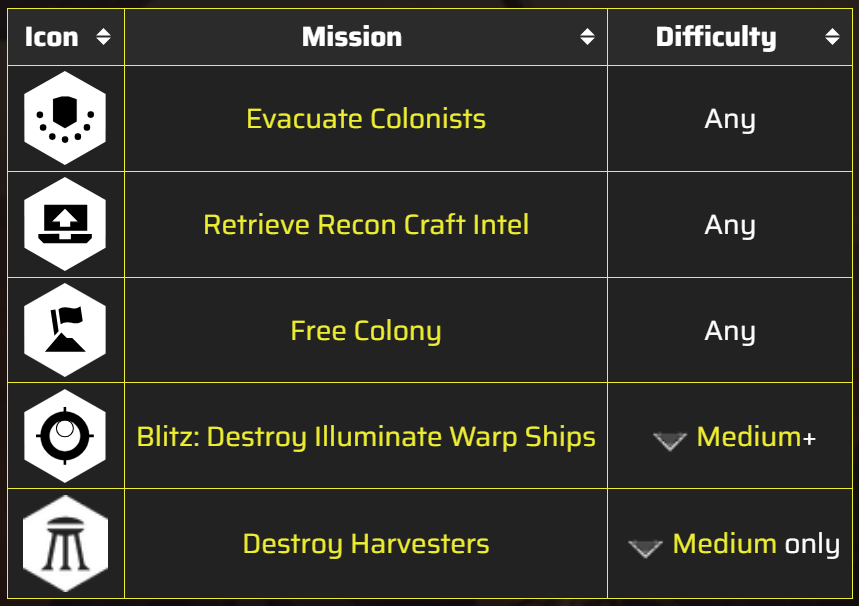 Icon Mission Difficulty
Evacuate Colonists Any
Retrieve Recon Craft Intel Any
Free Colony Any
Blitz: Destroy Illuminate Warp Ships Medium+
Destroy Harvesters Medium only